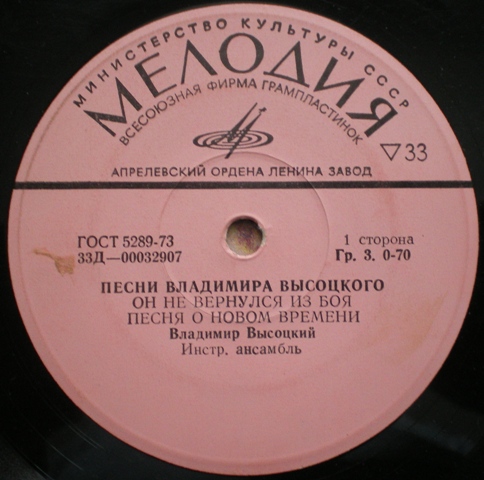 МИНИСТЕРСТВО КУЛЬТУРЫ СССР
МЕЛОДИЯ
ВСЕСОЮЗНАЯ ФИРМА ГРАМПЛАСТИНОК
▽33
АПРЕЛЕВСКИЙ ОРДЕНА ЛЕНИНА ЗАВОД
ГОСТ 5289-73
33Д—00032907
1 сторона
Гр. 3. 0-70
ПЕСНИ ВЛАДИМИРА ВЫСОЦКОГО
ОН НЕ ВЕРНУЛСЯ ИЗ БОЯ
ПЕСНЯ О НОВОМ ВРЕМЕНИ
Владимир Высоцкий
Инстр. ансамбль